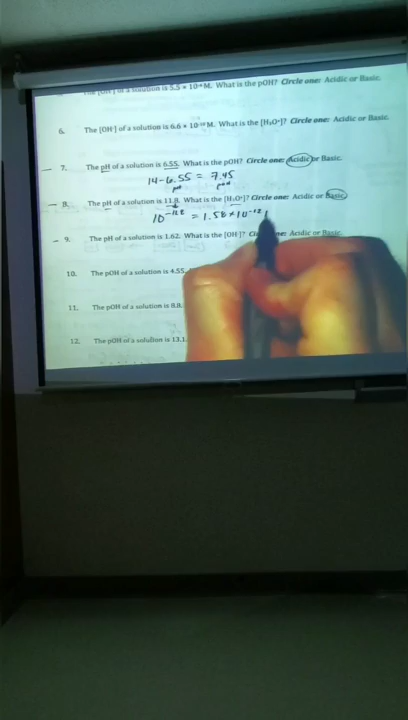 The [OH⁻] of a solution is 5.5 × 10⁻⁶ M. What is the pOH? Circle one: Acidic or Basic.
6. The [OH⁻] of a solution is 6.6 × 10⁻¹⁰ M. What is the [H₃O⁺]? Circle one: Acidic or Basic.
7. The pH of a solution is 6.55. What is the pOH? Circle one: Acidic or Basic.
14 - 6.55 = 7.45
pH pOH
8. The pH of a solution is 11.8. What is the [H₃O⁺]? Circle one: Acidic or Basic.
10⁻¹¹·⁸ = 1.58 × 10⁻¹²
9. The pH of a solution is 1.62. What is the [OH⁻]? one: Acidic or Basic.
10. The pOH of a solution is 4.55.
11. The pOH of a solution is 8.8.
12. The pOH of a solution is 13.1.